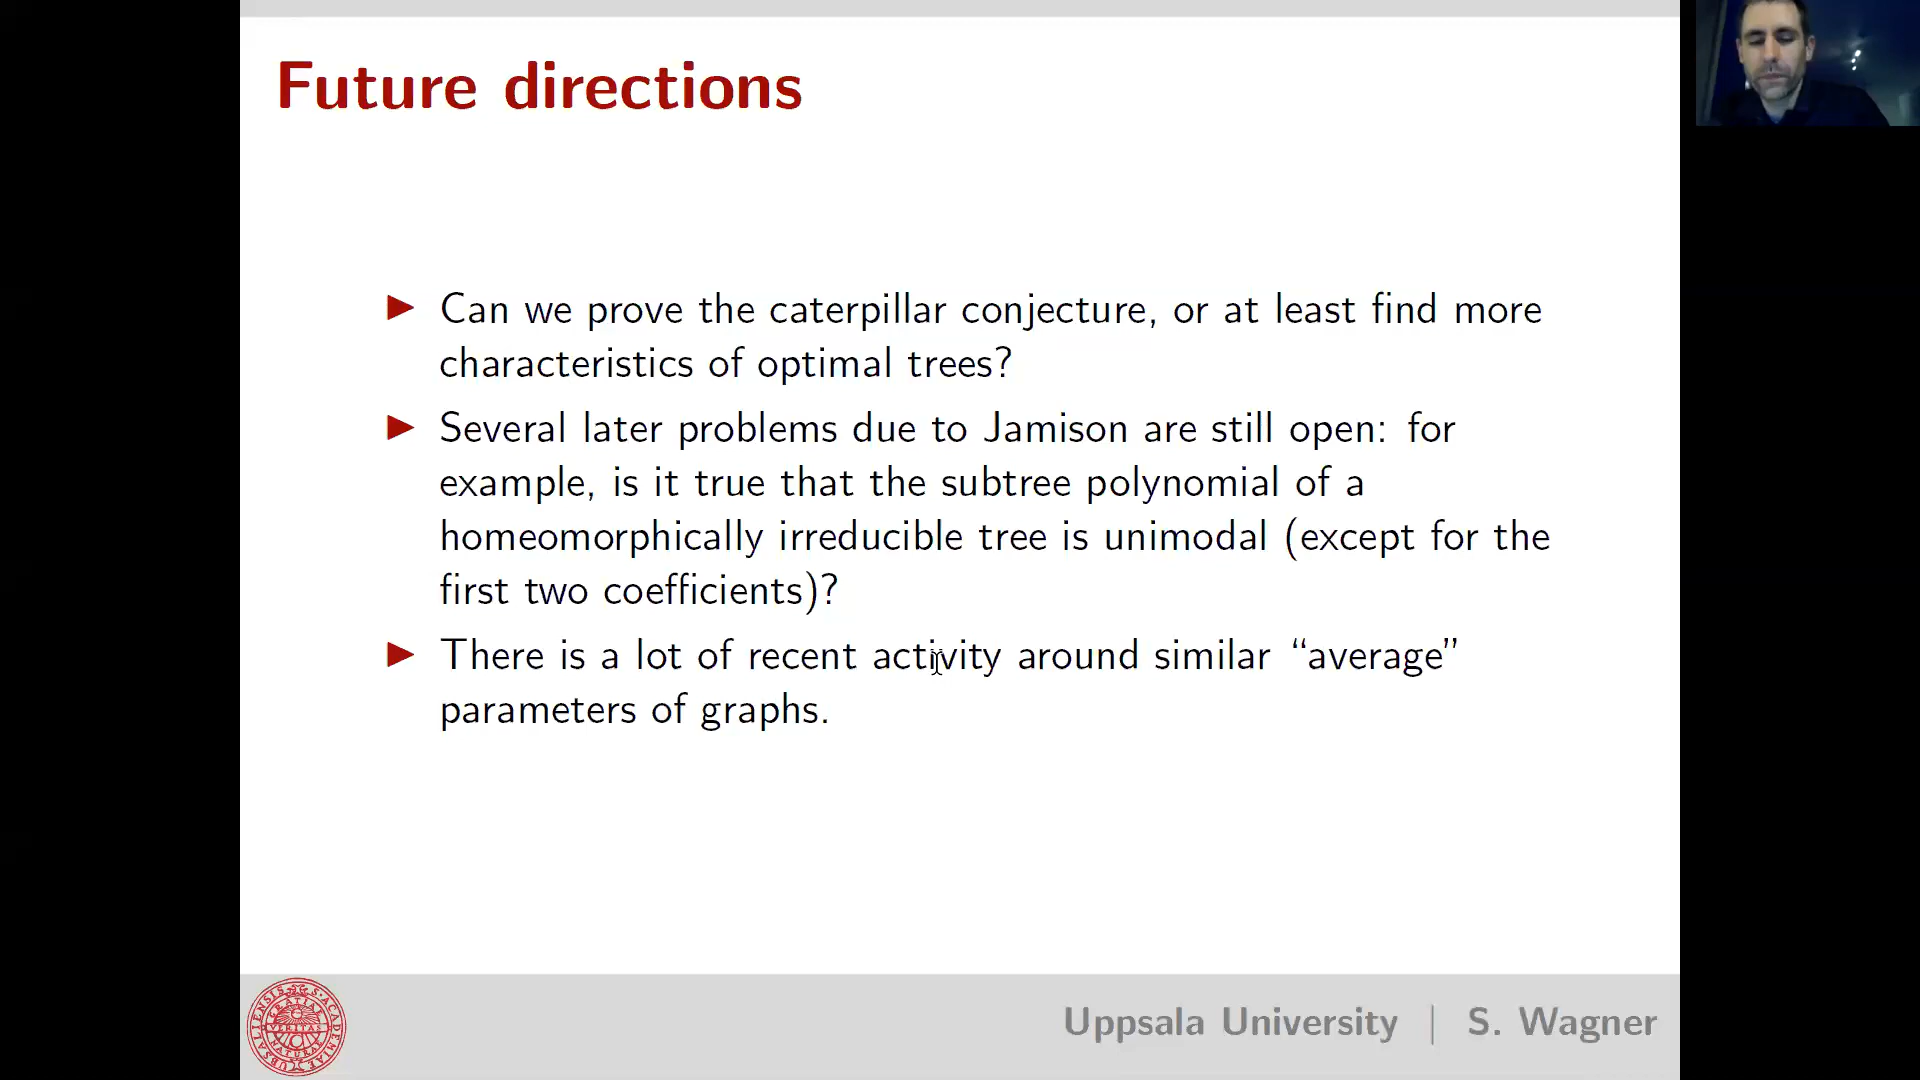 Future directions
Can we prove the caterpillar conjecture, or at least find more
characteristics of optimal trees?
Several later problems due to Jamison are still open: for
example, is it true that the subtree polynomial of a
homeomorphically irreducible tree is unimodal (except for the
first two coefficients)?
There is a lot of recent activity around similar “average”
parameters of graphs.
Uppsala University | S. Wagner